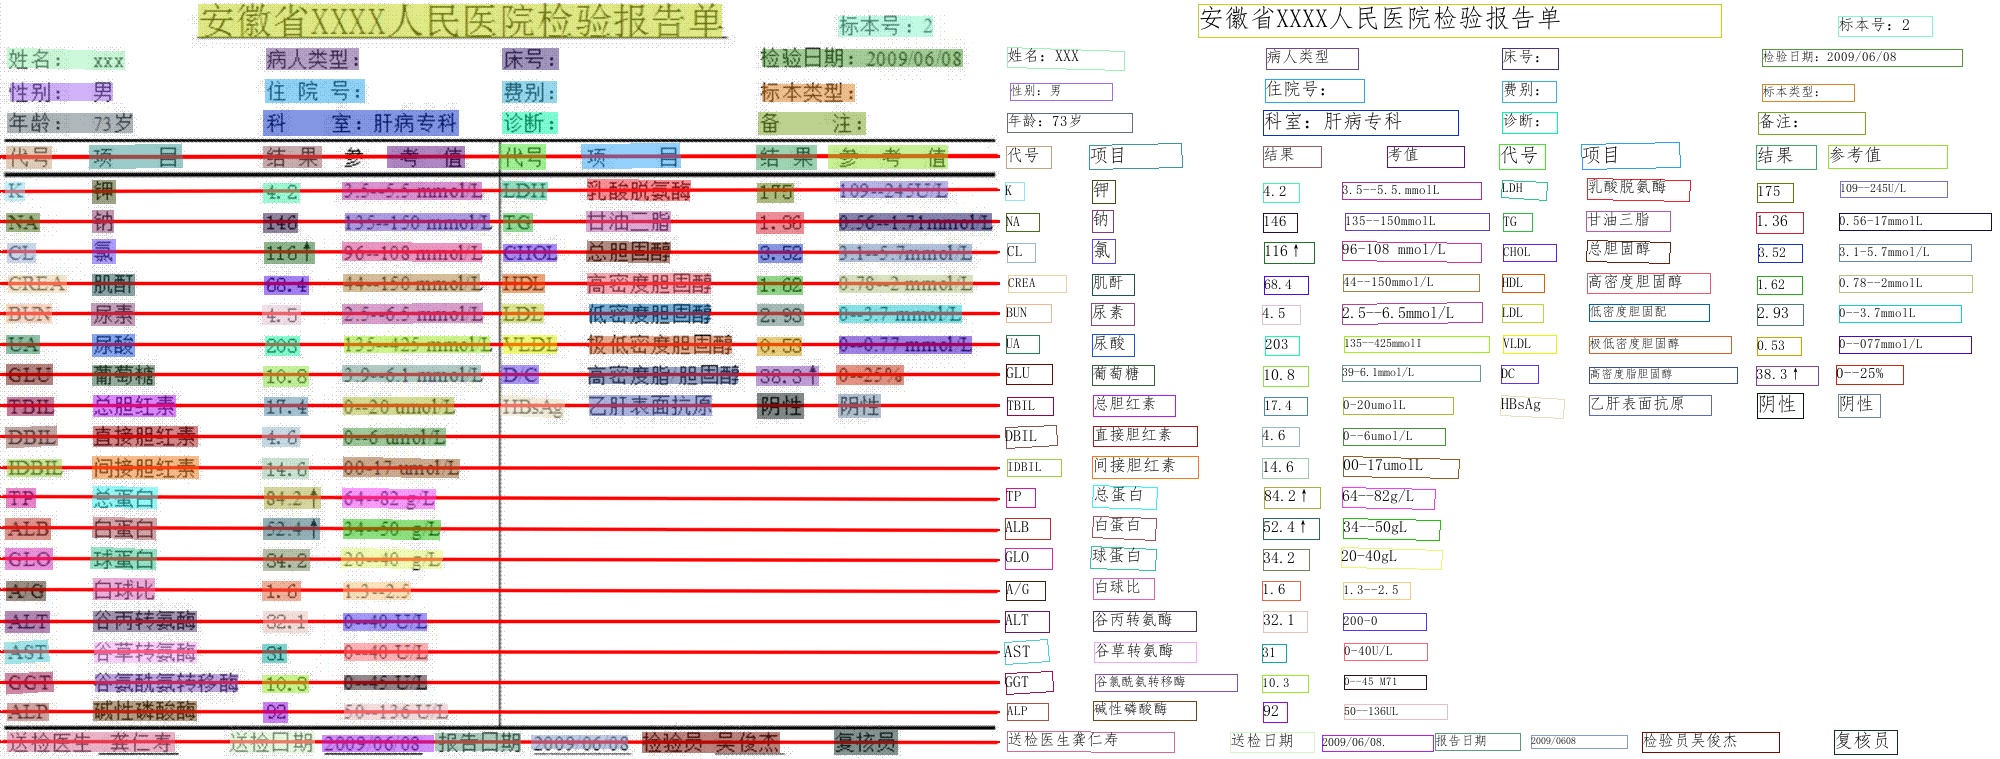 安徽省XXXX人民医院检验报告单
标本号：2
姓名： xxx 病人类型： 床号： 检验日期：2009/06/08
性别： 男 住 院 号： 费别： 标本类型：
年龄： 73岁 科 室：肝病专科 诊断： 备 注：
代号 项 目 结 果 参 考 值 代号 项 目 结 果 参 考 值
K 钾 4.2 3.5--5.5 mmol/L LDH 乳酸脱氨酶 175 109--245U/L
NA 钠 146 135--150mmol/L TG 甘油三脂 1.36 0.56--1.71mmol/L
CL 氯 116↑ 96--108 mmol/L CHOL 总胆固醇 3.52 3.1--5.7mmol/L
CREA 肌酐 68.4 44--150 mmol/L HDL 高密度胆固醇 1.62 0.78--2 mmol/L
BUN 尿素 4.5 2.5--6.5 mmol/L LDL 低密度胆固醇 2.93 0--3.7 mmol/L
UA 尿酸 203 135--425 mmol/L VLDL 极低密度胆固醇 0.53 0--0.77 mmol/L
GLU 葡萄糖 10.8 3.9--6.1 mmol/L D/C 高密度脂/胆固醇 38.3↑ 0--25%
TBIL 总胆红素 17.4 0--20 umol/L HBsAg 乙肝表面抗原 阴性 阴性
DBIL 直接胆红素 4.6 0--6 umol/L
IDBIL 间接胆红素 14.6 00-17 umol/L
TP 总蛋白 84.2↑ 64--82 g/L
ALB 白蛋白 52.4↑ 34--50 g/L
GLO 球蛋白 34.2 20--40 g/L
A/G 白球比 1.6 1.3--2.5
ALT 谷丙转氨酶 32.1 0--40 U/L
AST 谷草转氨酶 31 0--40 U/L
GGT 谷氨酰氨转移酶 10.3 0--45 U/L
ALP 碱性磷酸酶 92 50--136 U/L
送检医生 龚仁寿 送检日期 2009/06/08 报告日期 2009/06/08 检验员 吴俊杰 复核员
安徽省XXXX人民医院检验报告单
标本号：2
姓名：XXX 病人类型 床号： 检验日期：2009/06/08
性别：男 住院号： 费别： 标本类型：
年龄：73岁 科室：肝病专科 诊断： 备注：
代号 项目 结果 考值 代号 项目 结果 参考值
K 钾 4.2 3.5--5.5.mmolL LDH 乳酸脱氨酶 175 109--245U/L
NA 钠 146 135--150mmolL TG 甘油三脂 1.36 0.56-17mmolL
CL 氯 116↑ 96-108 mmol/L CHOL 总胆固醇 3.52 3.1-5.7mmol/L
CREA 肌酐 68.4 44--150mmol/L HDL 高密度胆固醇 1.62 0.78--2mmolL
BUN 尿素 4.5 2.5--6.5mmol/L LDL 低密度胆固配 2.93 0--3.7mmolL
UA 尿酸 203 135--425mmolI VLDL 极低密度胆固醇 0.53 0--077mmol/L
GLU 葡萄糖 10.8 39-6.1mmol/L DC 高密度脂胆固醇 38.3↑ 0--25%
TBIL 总胆红素 17.4 0-20umolL HBsAg 乙肝表面抗原 阴性 阴性
DBIL 直接胆红素 4.6 0--6umol/L
IDBIL 间接胆红素 14.6 00-17umolL
TP 总蛋白 84.2↑ 64--82g/L
ALB 白蛋白 52.4↑ 34--50gL
GLO 球蛋白 34.2 20-40gL
A/G 白球比 1.6 1.3--2.5
ALT 谷丙转氨酶 32.1 200-0
AST 谷草转氨酶 31 0-40U/L
GGT 谷氯酰氨转移酶 10.3 0--45 M71
ALP 碱性磷酸酶 92 50--136UL
送检医生龚仁寿 送检日期 2009/06/08. 报告日期 2009/0608 检验员吴俊杰 复核员